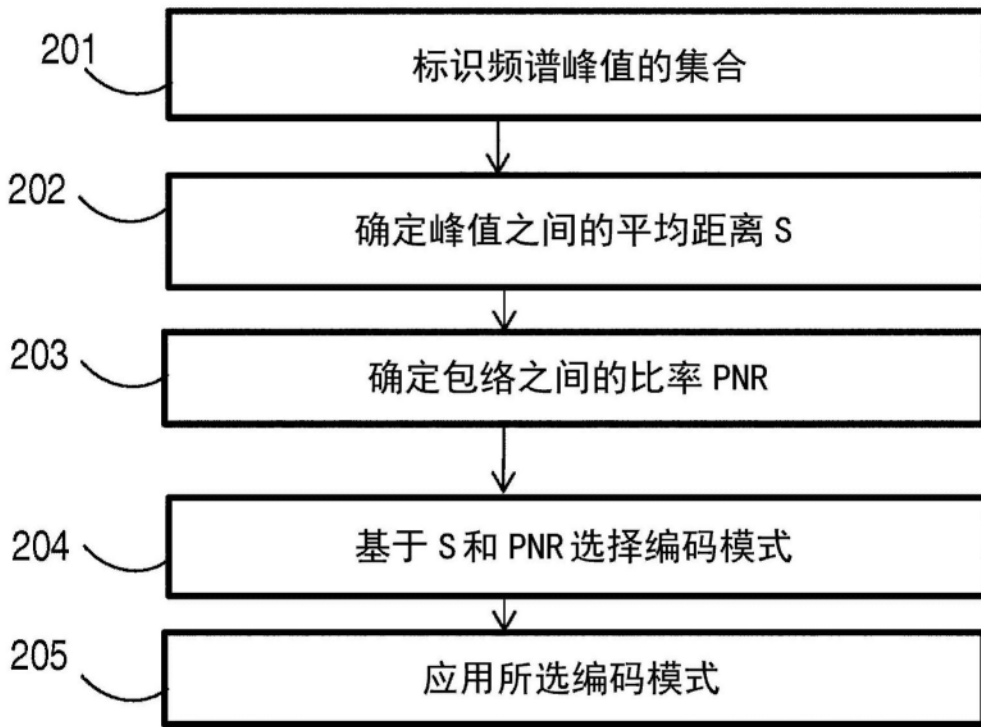 201
标识频谱峰值的集合
202
确定峰值之间的平均距离 S
203
确定包络之间的比率 PNR
204
基于 S 和 PNR 选择编码模式
205
应用所选编码模式